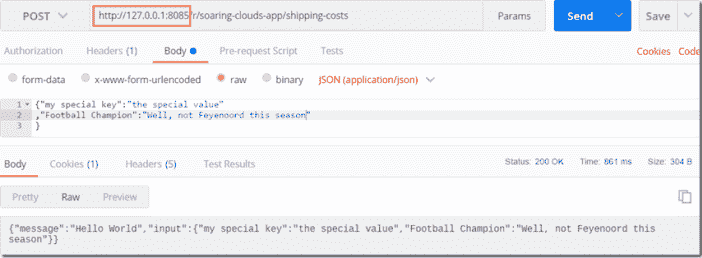 POST http://127.0.0.1:8085/r/soaring-clouds-app/shipping-costs Params Send Save
Authorization Headers (1) Body Pre-request Script Tests Cookies Code
form-data x-www-form-urlencoded raw binary JSON (application/json)
1 {"my special key":"the special value"
2 ,"Football Champion":"Well, not Feyenoord this season"
3 }
Body Cookies (1) Headers (5) Test Results Status: 200 OK Time: 861 ms Size: 304 B
Pretty Raw Preview
{"message":"Hello World","input":{"my special key":"the special value","Football Champion":"Well, not Feyenoord this
season"}}